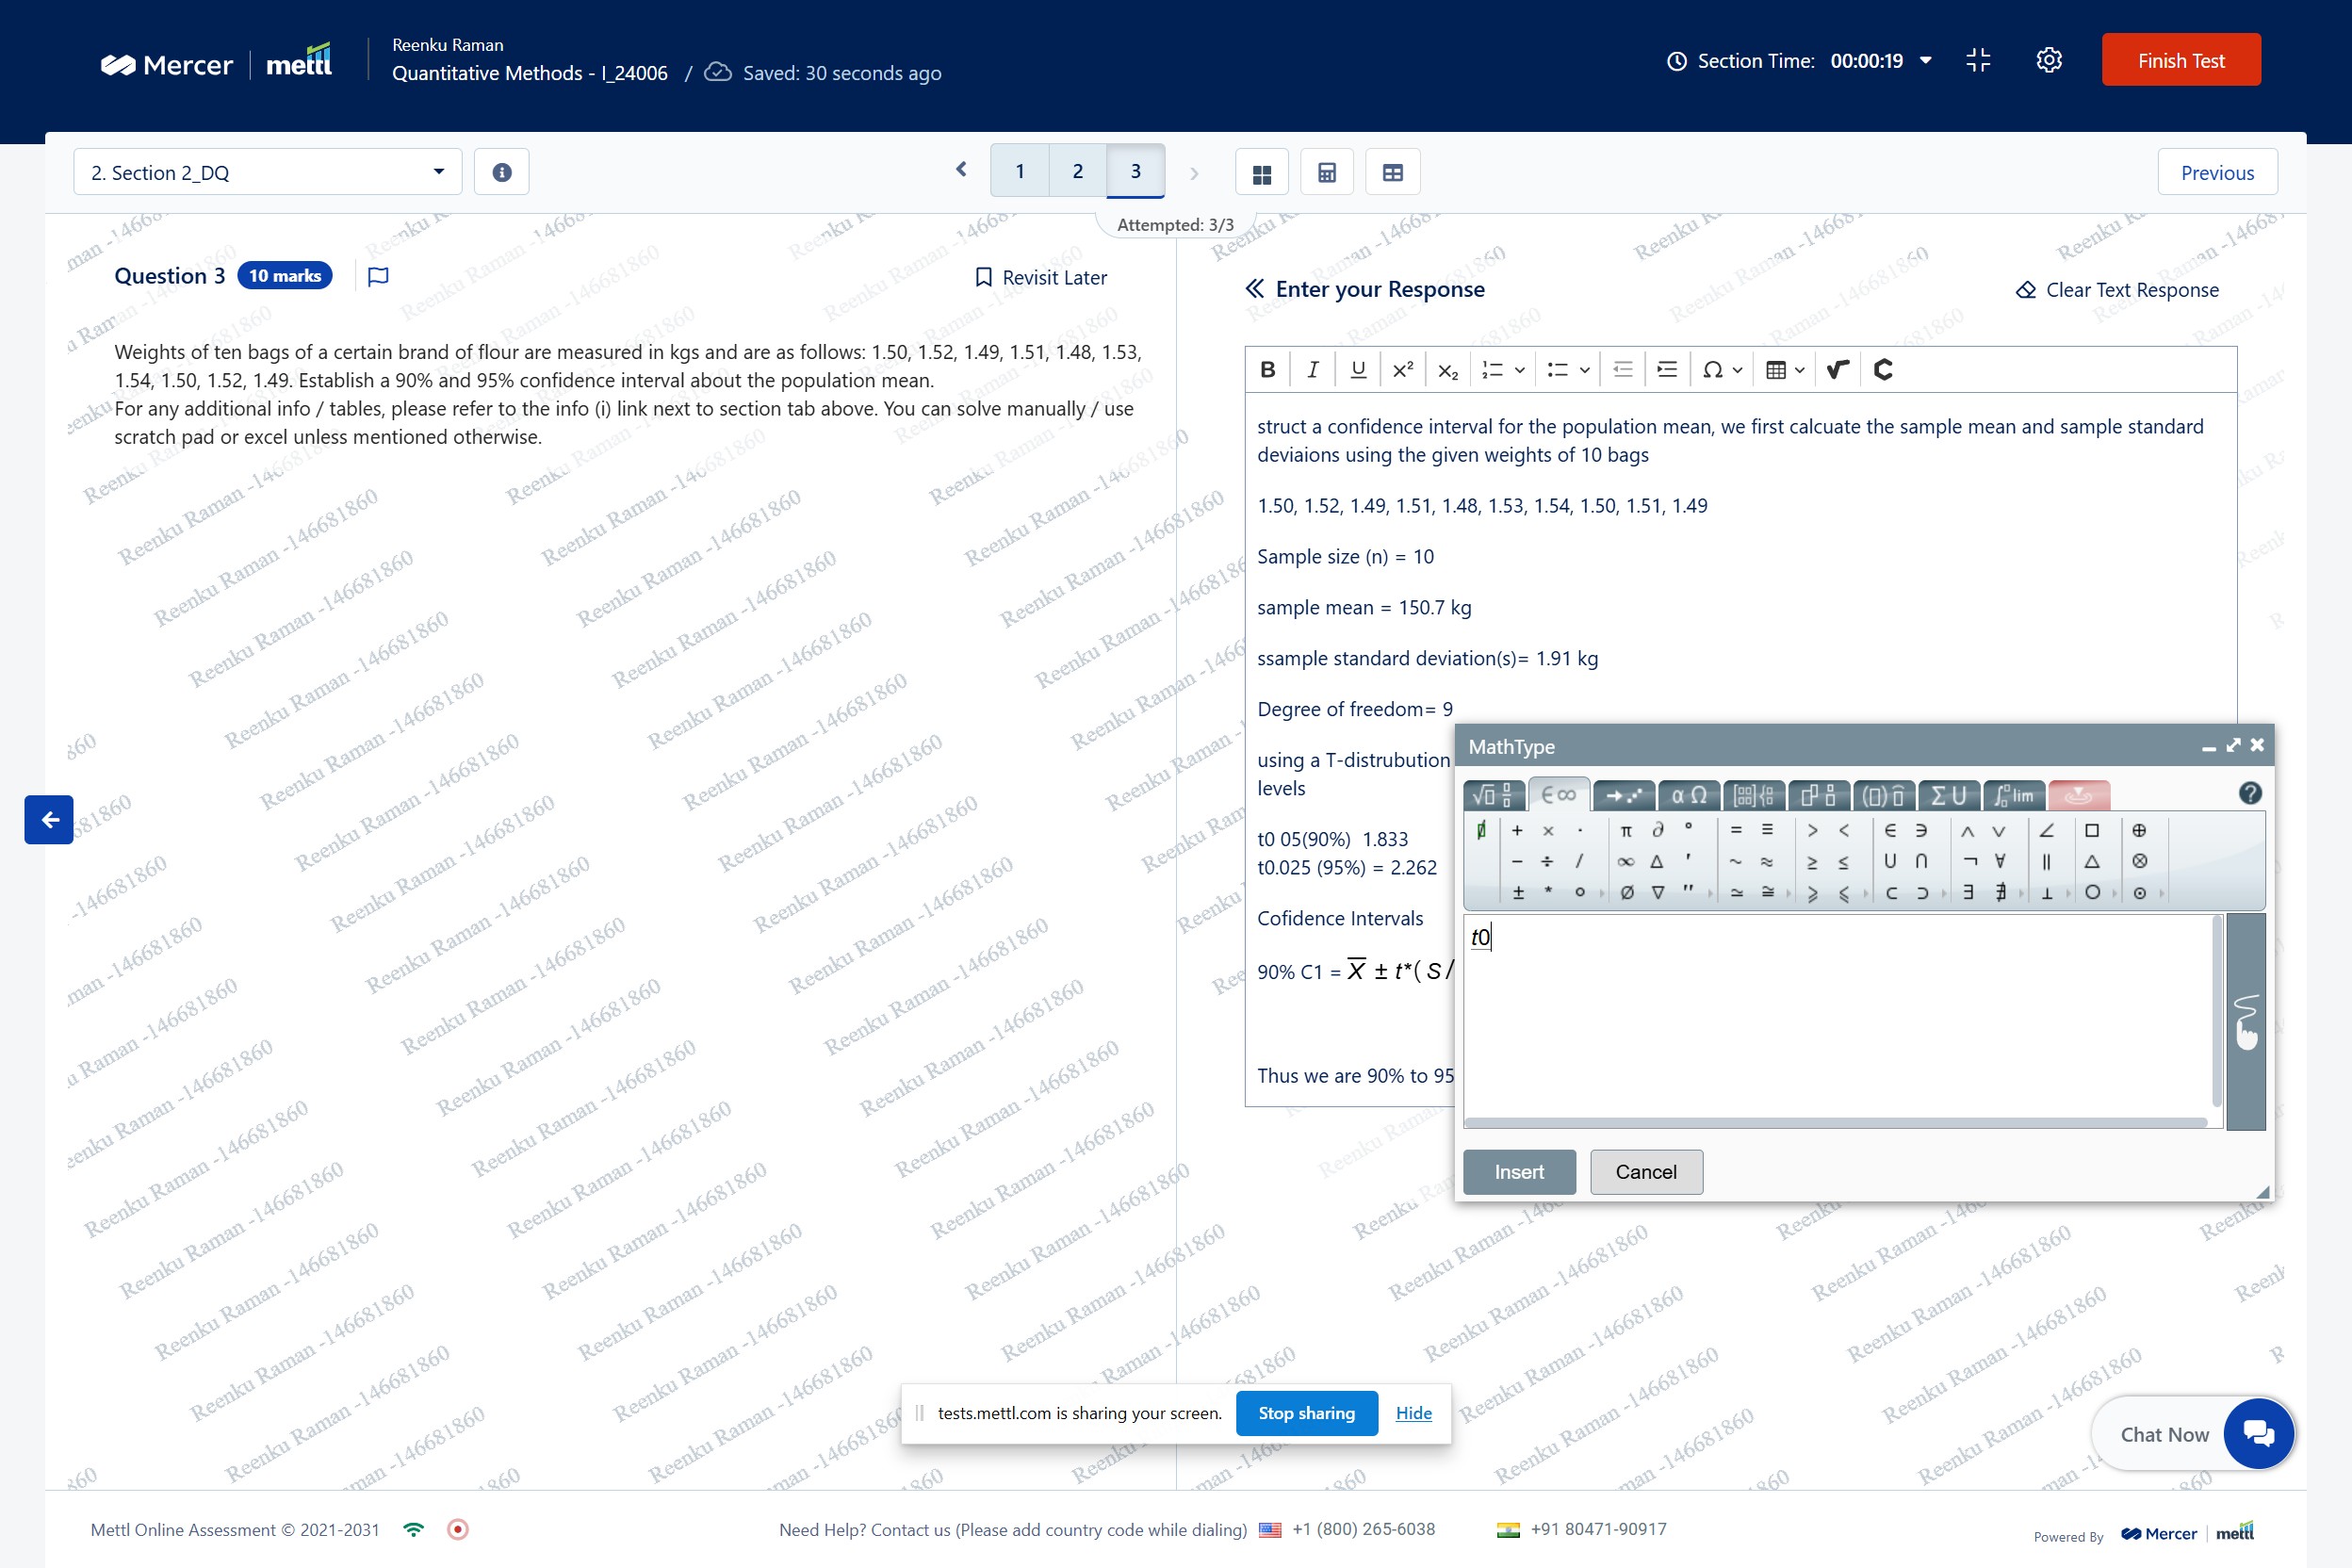 Mercer | mettl
Reenku Raman
Quantitative Methods - I_24006 / Saved: 30 seconds ago
Section Time: 00:00:19
Finish Test
2. Section 2_DQ
1 2 3
Previous
Attempted: 3/3
Question 3 10 marks
Revisit Later
Weights of ten bags of a certain brand of flour are measured in kgs and are as follows: 1.50, 1.52, 1.49, 1.51, 1.48, 1.53,
1.54, 1.50, 1.52, 1.49. Establish a 90% and 95% confidence interval about the population mean.
For any additional info / tables, please refer to the info (i) link next to section tab above. You can solve manually / use
scratch pad or excel unless mentioned otherwise.
Enter your Response
Clear Text Response
struct a confidence interval for the population mean, we first calcuate the sample mean and sample standard
deviaions using the given weights of 10 bags
1.50, 1.52, 1.49, 1.51, 1.48, 1.53, 1.54, 1.50, 1.51, 1.49
Sample size (n) = 10
sample mean = 150.7 kg
ssample standard deviation(s)= 1.91 kg
Degree of freedom= 9
using a T-distrubution
levels
t0 05(90%) 1.833
t0.025 (95%) = 2.262
Cofidence Intervals
90% C1 = X̅ ± t*( S/
Thus we are 90% to 95
MathType
t0
Insert
Cancel
tests.mettl.com is sharing your screen.
Stop sharing
Hide
Chat Now
Mettl Online Assessment © 2021-2031
Need Help? Contact us (Please add country code while dialing) +1 (800) 265-6038 +91 80471-90917
Powered By Mercer | mettl
Reenku Raman -146681860